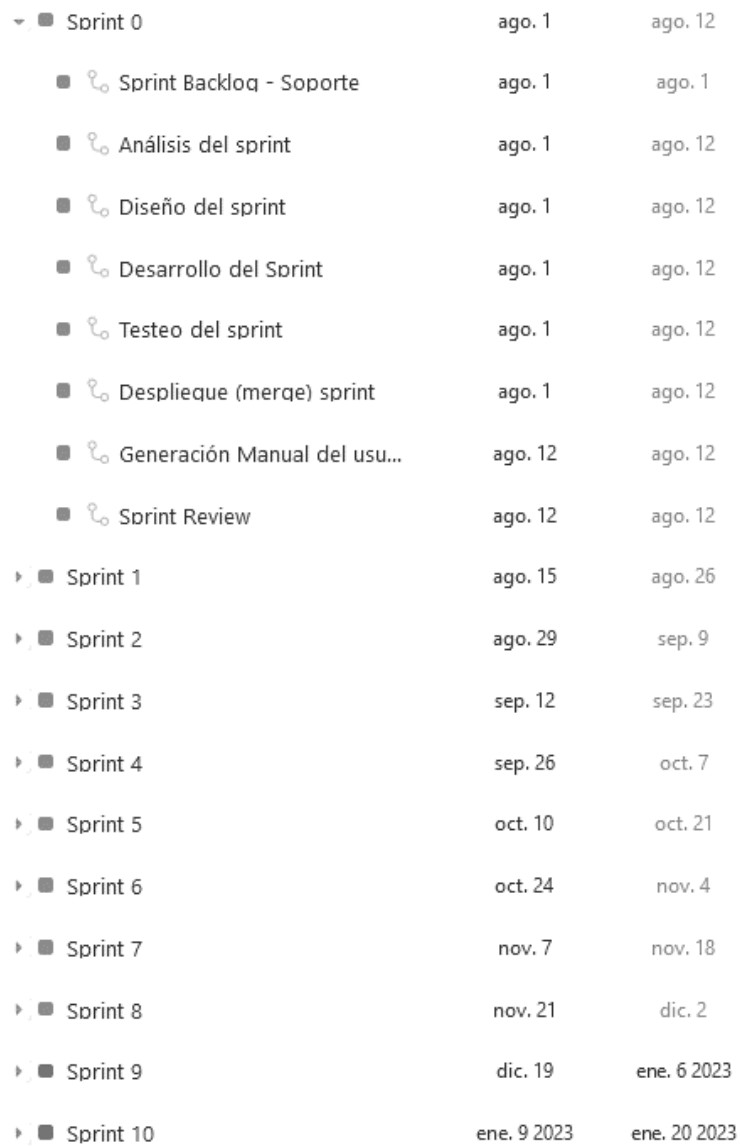 Sprint 0 ago. 1 ago. 12
Sprint Backlog - Soporte ago. 1 ago. 1
Análisis del sprint ago. 1 ago. 12
Diseño del sprint ago. 1 ago. 12
Desarrollo del Sprint ago. 1 ago. 12
Testeo del sprint ago. 1 ago. 12
Despliegue (merge) sprint ago. 1 ago. 12
Generación Manual del usu... ago. 12 ago. 12
Sprint Review ago. 12 ago. 12
Sprint 1 ago. 15 ago. 26
Sprint 2 ago. 29 sep. 9
Sprint 3 sep. 12 sep. 23
Sprint 4 sep. 26 oct. 7
Sprint 5 oct. 10 oct. 21
Sprint 6 oct. 24 nov. 4
Sprint 7 nov. 7 nov. 18
Sprint 8 nov. 21 dic. 2
Sprint 9 dic. 19 ene. 6 2023
Sprint 10 ene. 9 2023 ene. 20 2023